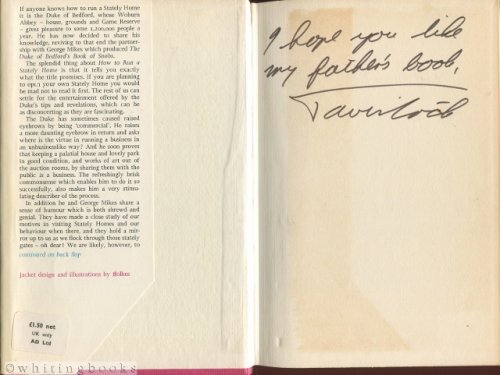 If anyone knows how to run a Stately Home
it is the Duke of Bedford, whose Woburn
Abbey – house, grounds and Game Reserve
– gives pleasure to some 1,200,000 people a
year. He has now decided to share his
knowledge, reviving to that end the partner-
ship with George Mikes which produced The
Duke of Bedford's Book of Snobs.
The splendid thing about How to Run a
Stately Home is that it tells you exactly
what the title promises. If you are planning
to open your own Stately Home you would
be mad not to read it first. The rest of us can
settle for the entertainment offered by the
Duke's tips and revelations, which can be
as disconcerting as they are fascinating.
The Duke has sometimes caused raised
eyebrows by being 'commercial'. He raises
a more daunting eyebrow in return and asks
where is the virtue in running a business in
an unbusinesslike way? And he soon proves
that keeping a palatial house and lovely park
in good condition, and works of art out of
the auction rooms, by sharing them with the
public is a business. The refreshingly brisk
commonsense which enables him to do it so
successfully, also makes him a very stimu-
lating describer of the process.
In addition he and George Mikes share a
sense of humour which is both shrewd and
genial. They have made a close study of our
motives in visiting Stately Homes and our
behaviour when there, and they hold a mir-
ror up to us as we flock through those stately
gates – oh dear! We are likely, however, to
continued on back flap
Jacket design and illustrations by ffolkes
£1.50 net
UK only
AD Ltd
©whitingbooks
I hope you like
my father's book,
Tavistock